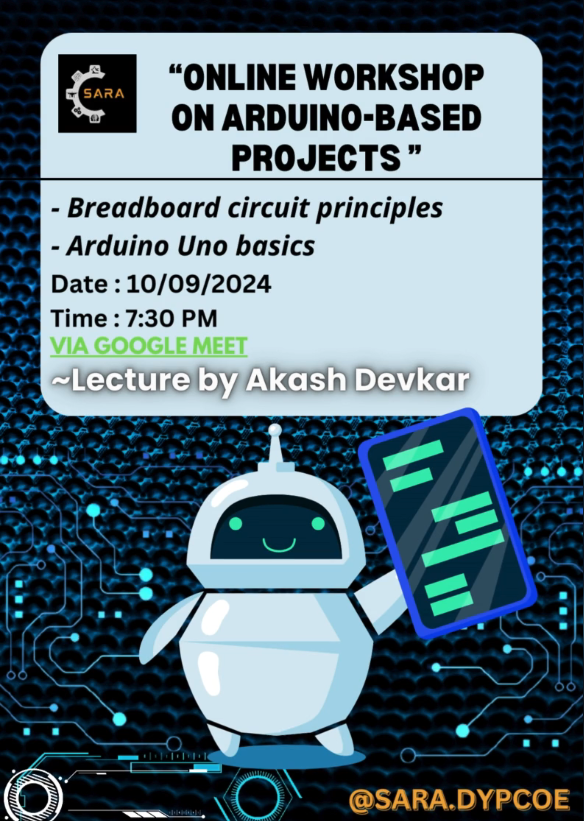 SARA
“ONLINE WORKSHOP
ON ARDUINO-BASED
PROJECTS ”
- Breadboard circuit principles
- Arduino Uno basics
Date : 10/09/2024
Time : 7:30 PM
VIA GOOGLE MEET
~Lecture by Akash Devkar
@SARA.DYPCOE